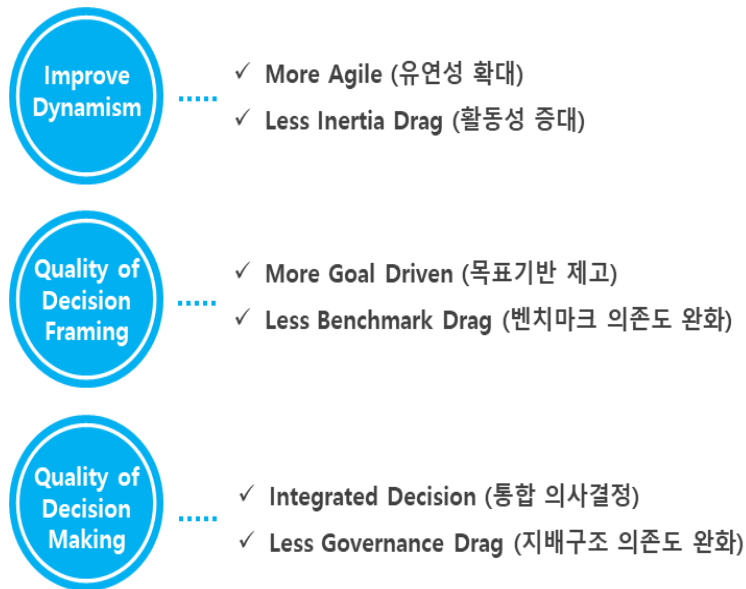 Improve
Dynamism
✓ More Agile (유연성 확대)
✓ Less Inertia Drag (활동성 증대)
Quality of
Decision
Framing
✓ More Goal Driven (목표기반 제고)
✓ Less Benchmark Drag (벤치마크 의존도 완화)
Quality of
Decision
Making
✓ Integrated Decision (통합 의사결정)
✓ Less Governance Drag (지배구조 의존도 완화)